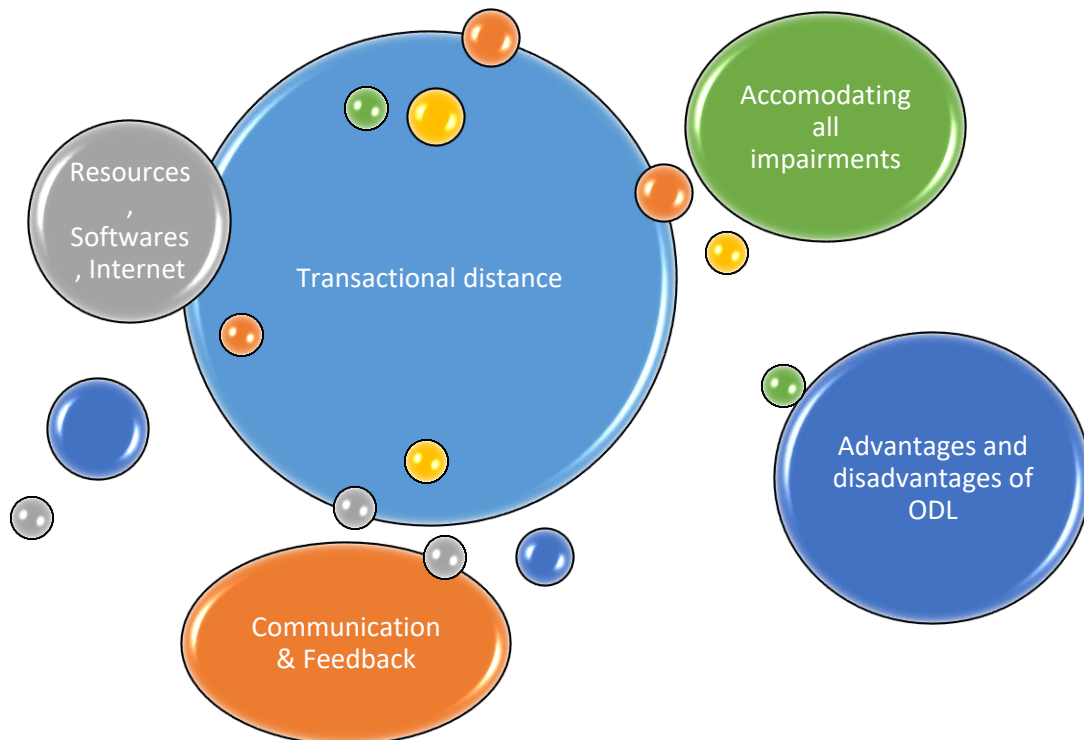 Accomodating
all
impairments
Resources
,
Softwares
, Internet
Transactional distance
Advantages and
disadvantages of
ODL
Communication
& Feedback